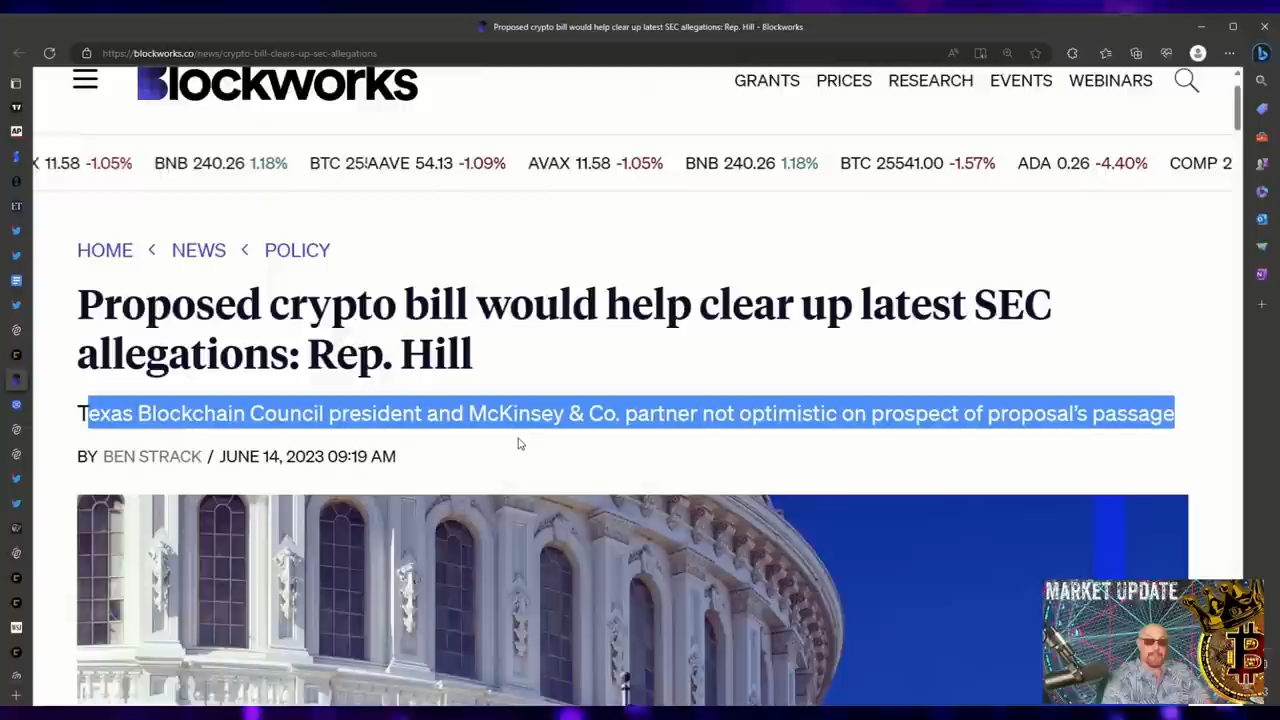 Proposed crypto bill would help clear up latest SEC allegations: Rep. Hill - Blockworks
https://blockworks.co/news/crypto-bill-clears-up-sec-allegations
Blockworks
GRANTS PRICES RESEARCH EVENTS WEBINARS
X 11.58 -1.05% BNB 240.26 1.18% BTC 25 AAVE 54.13 -1.09% AVAX 11.58 -1.05% BNB 240.26 1.18% BTC 25541.00 -1.57% ADA 0.26 -4.40% COMP 2
HOME < NEWS < POLICY
Proposed crypto bill would help clear up latest SEC
allegations: Rep. Hill
Texas Blockchain Council president and McKinsey & Co. partner not optimistic on prospect of proposal's passage
BY BEN STRACK / JUNE 14, 2023 09:19 AM
MARKET UPDATE